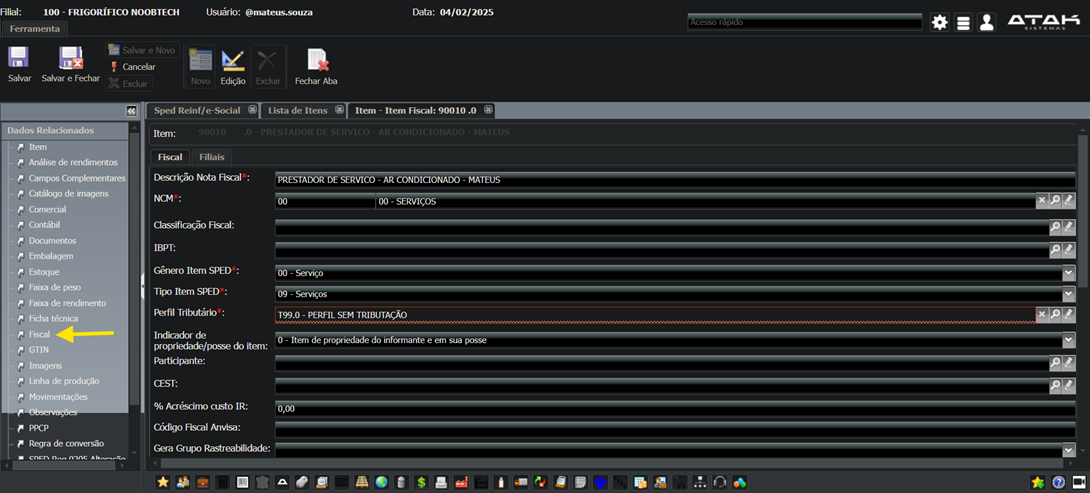 Filial: 100 - FRIGORÍFICO NOOBTECH Usuário: @mateus.souza Data: 04/02/2025
Acesso rápido
ATAK
SISTEMAS
Ferramenta
Salvar
Salvar e Fechar
Salvar e Novo
Cancelar
Excluir
Novo
Edição
Excluir
Fechar Aba
Dados Relacionados
Item
Análise de rendimentos
Campos Complementares
Catálogo de imagens
Comercial
Contábil
Documentos
Embalagem
Estoque
Faixa de peso
Faixa de rendimento
Ficha técnica
Fiscal
GTIN
Imagens
Linha de produção
Movimentações
Observações
PPCP
Regra de conversão
SPED Reg 0205 Alteração
Sped Reinf/e-Social Lista de Itens Item - Item Fiscal: 90010 .0
Item: 90010 .0 - PRESTADOR DE SERVICO - AR CONDICIONADO - MATEUS
Fiscal Filiais
Descrição Nota Fiscal*: PRESTADOR DE SERVICO - AR CONDICIONADO - MATEUS
NCM*: 00 00 - SERVIÇOS
Classificação Fiscal:
IBPT:
Gênero Item SPED*: 00 - Serviço
Tipo Item SPED*: 09 - Serviços
Perfil Tributário*: T99.0 - PERFIL SEM TRIBUTAÇÃO
Indicador de
propriedade/posse do item: 0 - Item de propriedade do informante e em sua posse
Participante:
CEST:
% Acréscimo custo IR: 0,00
Código Fiscal Anvisa:
Gera Grupo Rastreabilidade: